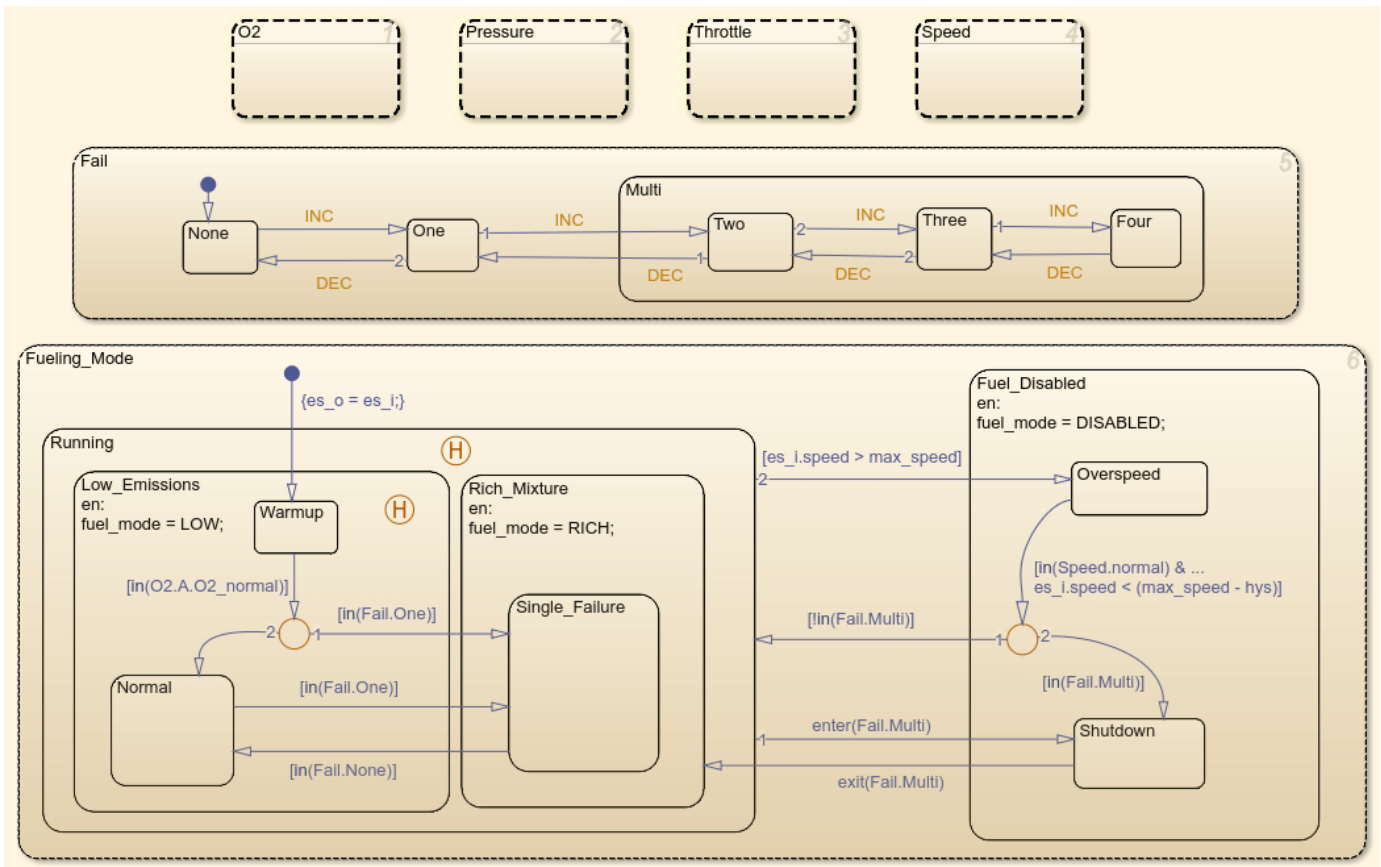 O2 1
Pressure 2
Throttle 3
Speed 4
Fail 5
Multi
None
INC
DEC
One
2
1
INC
DEC
Two
1
2
INC
DEC
Three
2
1
INC
DEC
Four
Fueling_Mode 6
{es_o = es_i;}
Running
H
Low_Emissions
en:
fuel_mode = LOW;
H
Warmup
[in(O2.A.O2_normal)]
2
1
[in(Fail.One)]
Normal
[in(Fail.One)]
[in(Fail.None)]
Rich_Mixture
en:
fuel_mode = RICH;
Single_Failure
[es_i.speed > max_speed]
2
Fuel_Disabled
en:
fuel_mode = DISABLED;
Overspeed
[in(Speed.normal) & ...
es_i.speed < (max_speed - hys)]
[!in(Fail.Multi)]
1
2
[in(Fail.Multi)]
enter(Fail.Multi)
1
Shutdown
exit(Fail.Multi)